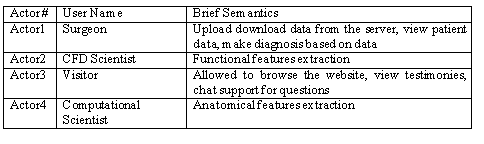 Actor# User Name Brief Semantics
Actor1 Surgeon Upload download data from the server, view patient
data, make diagnosis based on data
Actor2 CFD Scientist Functional features extraction
Actor3 Visitor Allowed to browse the website, view testimonies,
chat support for questions
Actor4 Computational Anatomical features extraction
Scientist